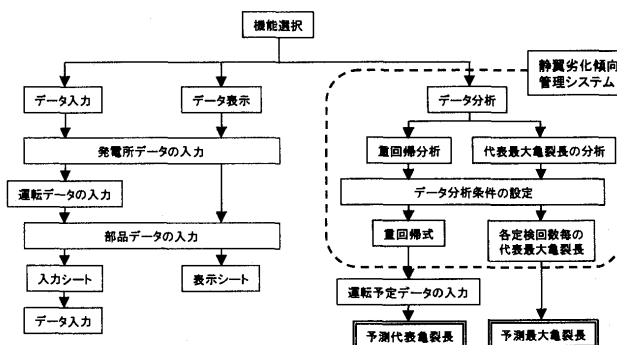 機能選択
静翼劣化傾向
管理システム
データ入力
データ表示
データ分析
発電所データの入力
重回帰分析
代表最大亀裂長の分析
運転データの入力
データ分析条件の設定
部品データの入力
重回帰式
各定検回数毎の
代表最大亀裂長
入力シート
表示シート
運転予定データの入力
データ入力
予測代表亀裂長
予測最大亀裂長